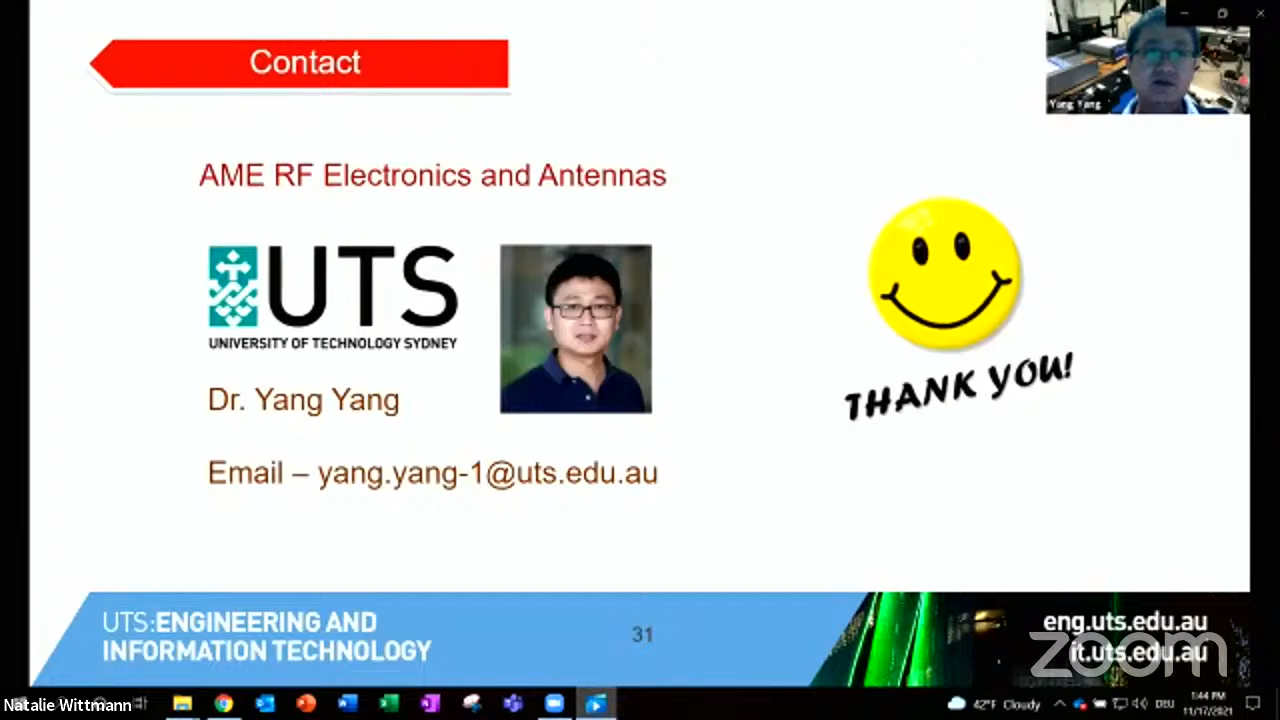 Contact
Yang Yang
AME RF Electronics and Antennas
UTS
UNIVERSITY OF TECHNOLOGY SYDNEY
THANK YOU!
Dr. Yang Yang
Email – yang.yang-1@uts.edu.au
UTS:ENGINEERING AND
INFORMATION TECHNOLOGY
31
eng.uts.edu.au
it.uts.edu.au
zoom
Natalie Wittmann
42°F Cloudy
DEU
1:44 PM
11/17/2021